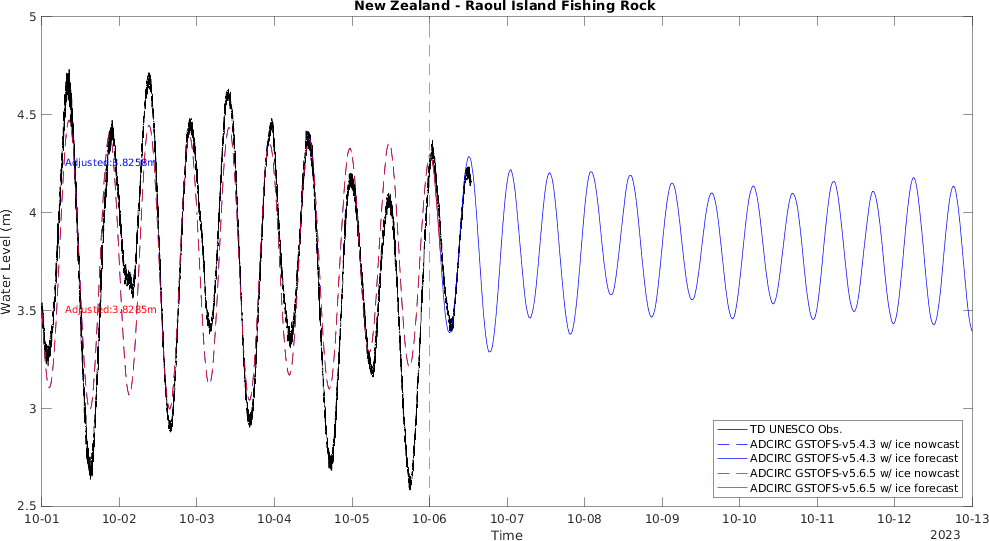 New Zealand - Raoul Island Fishing Rock
Water Level (m)
5
4.5
4
3.5
3
2.5
Adjusted:3.8258m
Adjusted:3.8285m
TD UNESCO Obs.
ADCIRC GSTOFS-v5.4.3 w/ ice nowcast
ADCIRC GSTOFS-v5.4.3 w/ ice forecast
ADCIRC GSTOFS-v5.6.5 w/ ice nowcast
ADCIRC GSTOFS-v5.6.5 w/ ice forecast
10-01 10-02 10-03 10-04 10-05 10-06 10-07 10-08 10-09 10-10 10-11 10-12 10-13
Time
2023